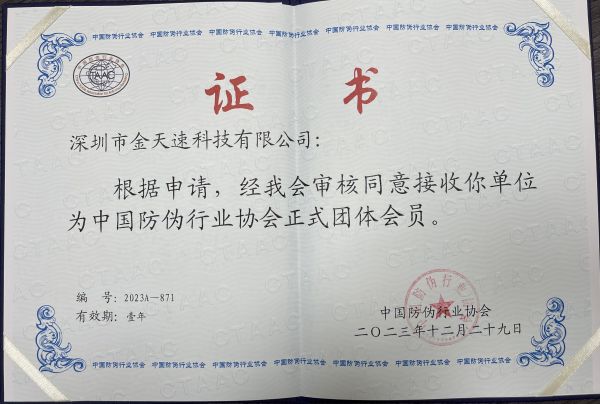 中国防伪行业协会 中国防伪行业协会 中国防伪行业协会 中国防伪行业协会 中国防伪行业协会 中国防伪行业协会
CTAAC
证 书
深圳市金天速科技有限公司：
根据申请，经我会审核同意接收你单位
为中国防伪行业协会正式团体会员。
编 号：2023A—871
有效期：壹年
中国防伪行业协会
二〇二三年十二月二十九日
中国防伪行业协会 中国防伪行业协会 中国防伪行业协会 中国防伪行业协会 中国防伪行业协会 中国防伪行业协会